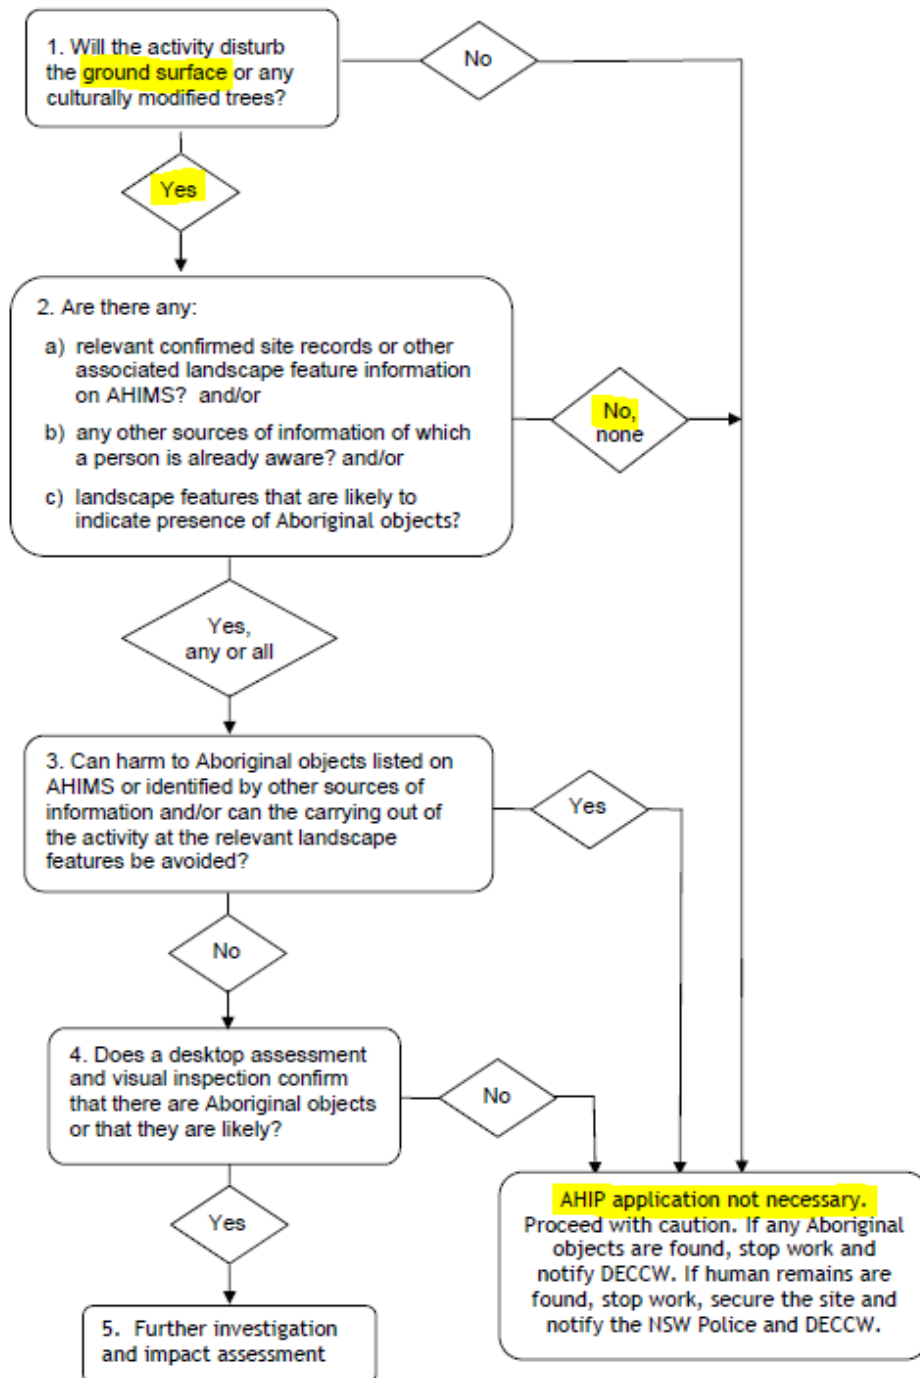 1. Will the activity disturb
the ground surface or any
culturally modified trees?
No
Yes
2. Are there any:
a) relevant confirmed site records or other
associated landscape feature information
on AHIMS? and/or
b) any other sources of information of which
a person is already aware? and/or
c) landscape features that are likely to
indicate presence of Aboriginal objects?
No,
none
Yes,
any or all
3. Can harm to Aboriginal objects listed on
AHIMS or identified by other sources of
information and/or can the carrying out of
the activity at the relevant landscape
features be avoided?
Yes
No
4. Does a desktop assessment
and visual inspection confirm
that there are Aboriginal objects
or that they are likely?
No
Yes
AHIP application not necessary.
Proceed with caution. If any Aboriginal
objects are found, stop work and
notify DECCW. If human remains are
found, stop work, secure the site and
notify the NSW Police and DECCW.
5. Further investigation
and impact assessment